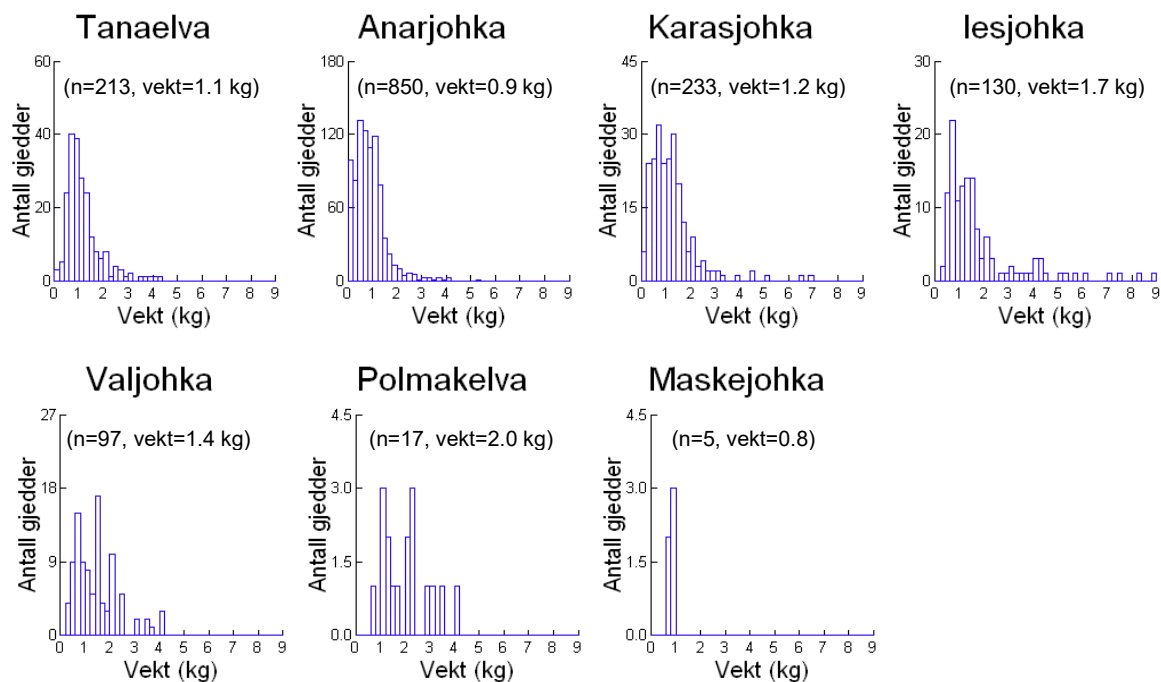 Tanaelva
Anarjohka
Karasjohka
Iesjohka
60
40
20
0
Antall gjedder
(n=213, vekt=1.1 kg)
0 1 2 3 4 5 6 7 8 9
Vekt (kg)
180
120
60
0
Antall gjedder
(n=850, vekt=0.9 kg)
0 1 2 3 4 5 6 7 8 9
Vekt (kg)
45
30
15
0
Antall gjedder
(n=233, vekt=1.2 kg)
0 1 2 3 4 5 6 7 8 9
Vekt (kg)
30
20
10
0
Antall gjedder
(n=130, vekt=1.7 kg)
0 1 2 3 4 5 6 7 8 9
Vekt (kg)
Valjohka
Polmakelva
Maskejohka
27
18
9
0
Antall gjedder
(n=97, vekt=1.4 kg)
0 1 2 3 4 5 6 7 8 9
Vekt (kg)
4.5
3.0
1.5
0.0
Antall gjedder
(n=17, vekt=2.0 kg)
0 1 2 3 4 5 6 7 8 9
Vekt (kg)
4.5
3.0
1.5
0.0
Antall gjedder
(n=5, vekt=0.8)
0 1 2 3 4 5 6 7 8 9
Vekt (kg)